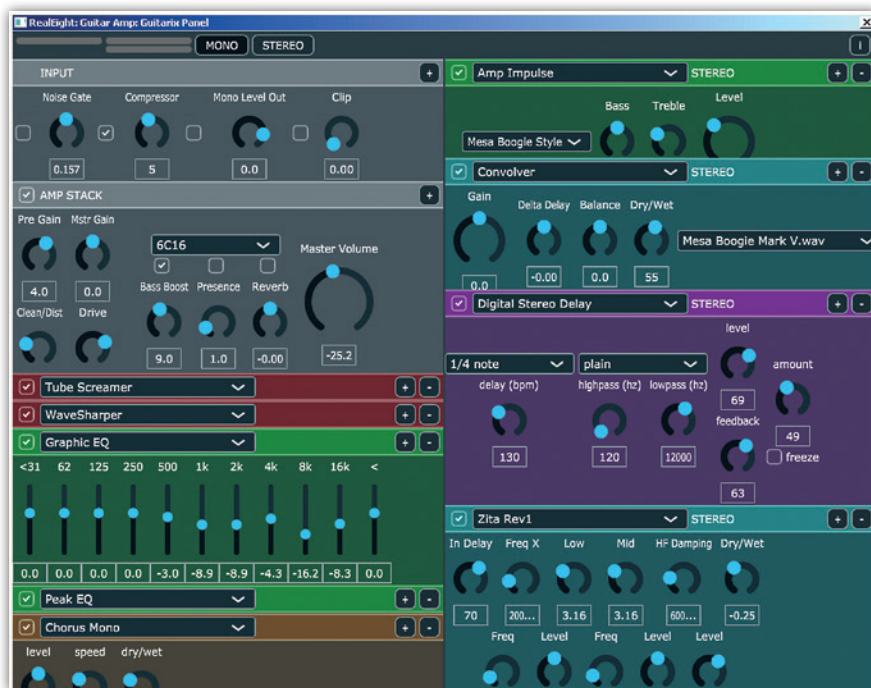 RealEight: Guitar Amp: Guitarix Panel
MONO STEREO i
INPUT
Noise Gate Compressor Mono Level Out Clip
0.157 5 0.0 0.00
AMP STACK
Pre Gain Mstr Gain
6C16
Master Volume
4.0 0.0
Bass Boost Presence Reverb
Clean/Dist Drive
9.0 1.0 -0.00 -25.2
Tube Screamer
WaveSharper
Graphic EQ
<31 62 125 250 500 1k 2k 4k 8k 16k <
0.0 0.0 0.0 0.0 -3.0 -8.9 -8.9 -4.3 -16.2 -8.3 0.0
Peak EQ
Chorus Mono
level speed dry/wet
Amp Impulse STEREO
Bass Treble Level
Mesa Boogie Style
Convolver STEREO
Gain Delta Delay Balance Dry/Wet
Mesa Boogie Mark V.wav
0.0 -0.00 0.0 55
Digital Stereo Delay STEREO
level
1/4 note plain amount
delay (bpm) highpass (hz) lowpass (hz)
69
feedback
130 120 12000 49
freeze
63
Zita Rev1 STEREO
In Delay Freq X Low Mid HF Damping Dry/Wet
70 200... 3.16 3.16 600... -0.25
Freq Level Freq Level Level